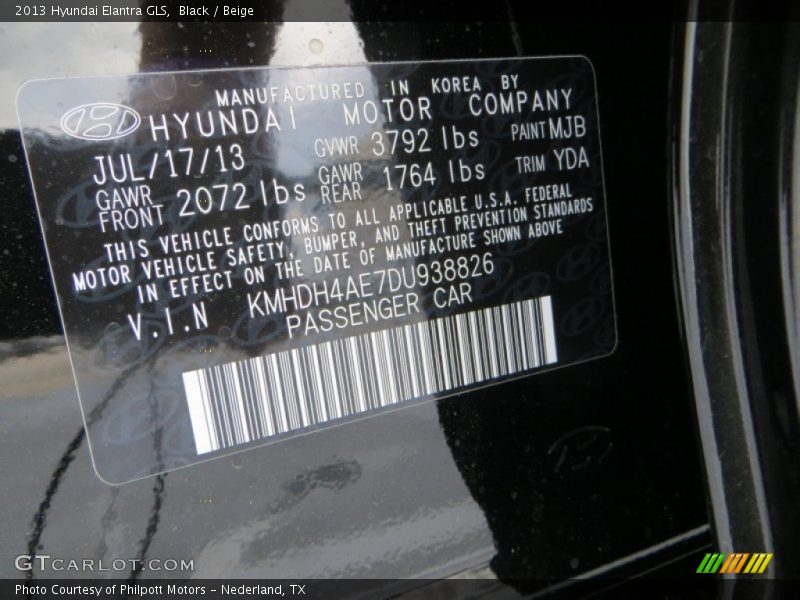 2013 Hyundai Elantra GLS, Black / Beige
MANUFACTURED IN KOREA BY
HYUNDAI MOTOR COMPANY
JUL/17/13 GVWR 3792 lbs PAINT MJB
GAWR FRONT 2072 lbs GAWR REAR 1764 lbs TRIM YDA
THIS VEHICLE CONFORMS TO ALL APPLICABLE U.S.A. FEDERAL
MOTOR VEHICLE SAFETY, BUMPER, AND THEFT PREVENTION STANDARDS
IN EFFECT ON THE DATE OF MANUFACTURE SHOWN ABOVE
V.I.N KMHDH4AE7DU938826
PASSENGER CAR
GTCARLOT.COM
Photo Courtesy of Philpott Motors - Nederland, TX